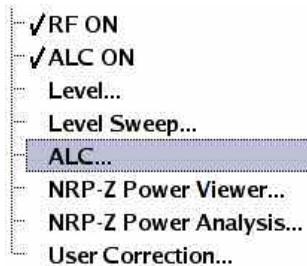 RF ON
ALC ON
Level...
Level Sweep...
ALC...
NRP-Z Power Viewer...
NRP-Z Power Analysis...
User Correction...